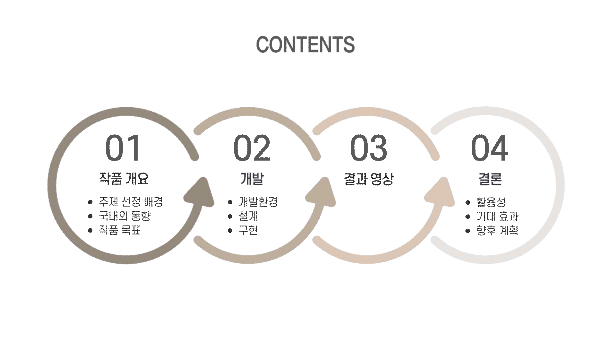 CONTENTS
01
작품 개요
• 주제 선정 배경
• 국내외 동향
• 작품 목표
02
개발
• 개발환경
• 설계
• 구현
03
결과 영상
04
결론
• 활용성
• 기대 효과
• 향후 계획